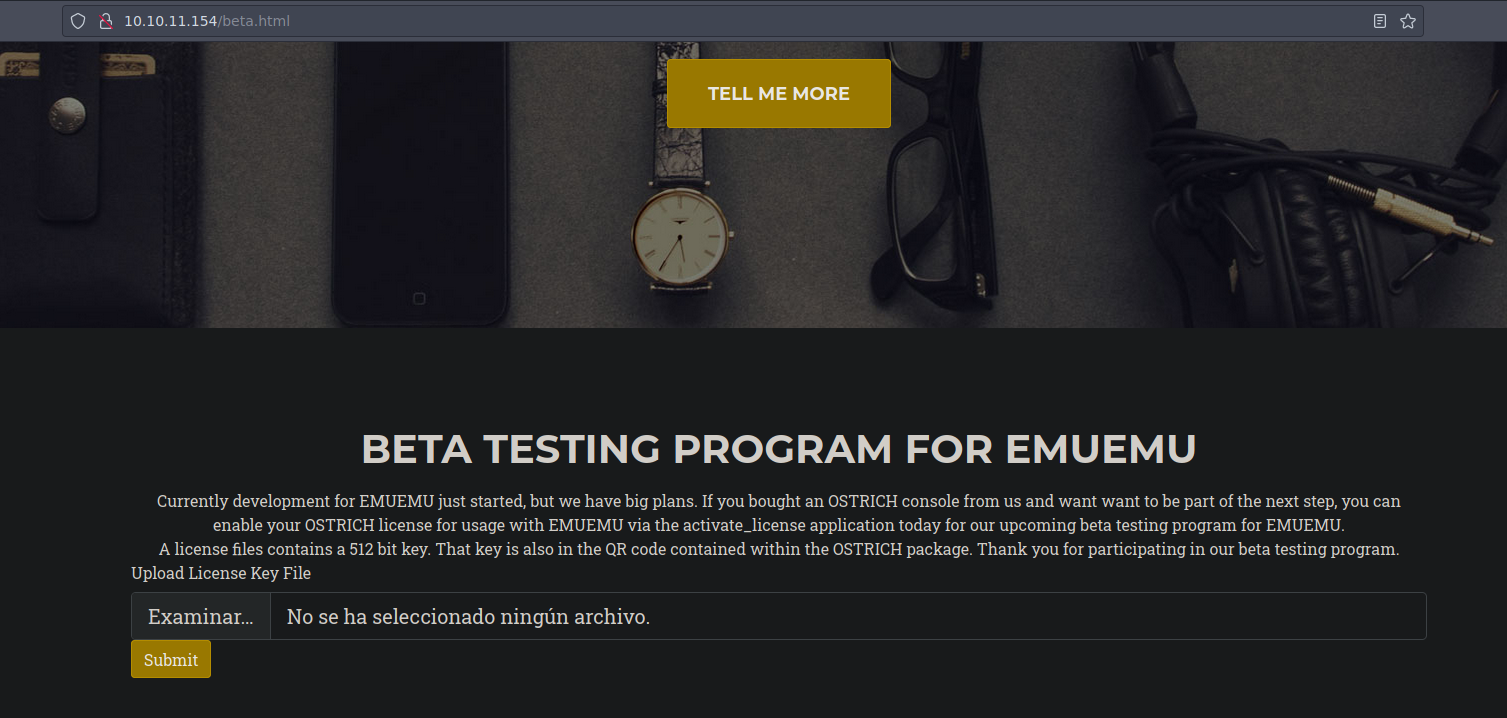 10.10.11.154/beta.html
TELL ME MORE
BETA TESTING PROGRAM FOR EMUEMU
Currently development for EMUEMU just started, but we have big plans. If you bought an OSTRICH console from us and want want to be part of the next step, you can
enable your OSTRICH license for usage with EMUEMU via the activate_license application today for our upcoming beta testing program for EMUEMU.
A license files contains a 512 bit key. That key is also in the QR code contained within the OSTRICH package. Thank you for participating in our beta testing program.
Upload License Key File
Examinar... No se ha seleccionado ningún archivo.
Submit